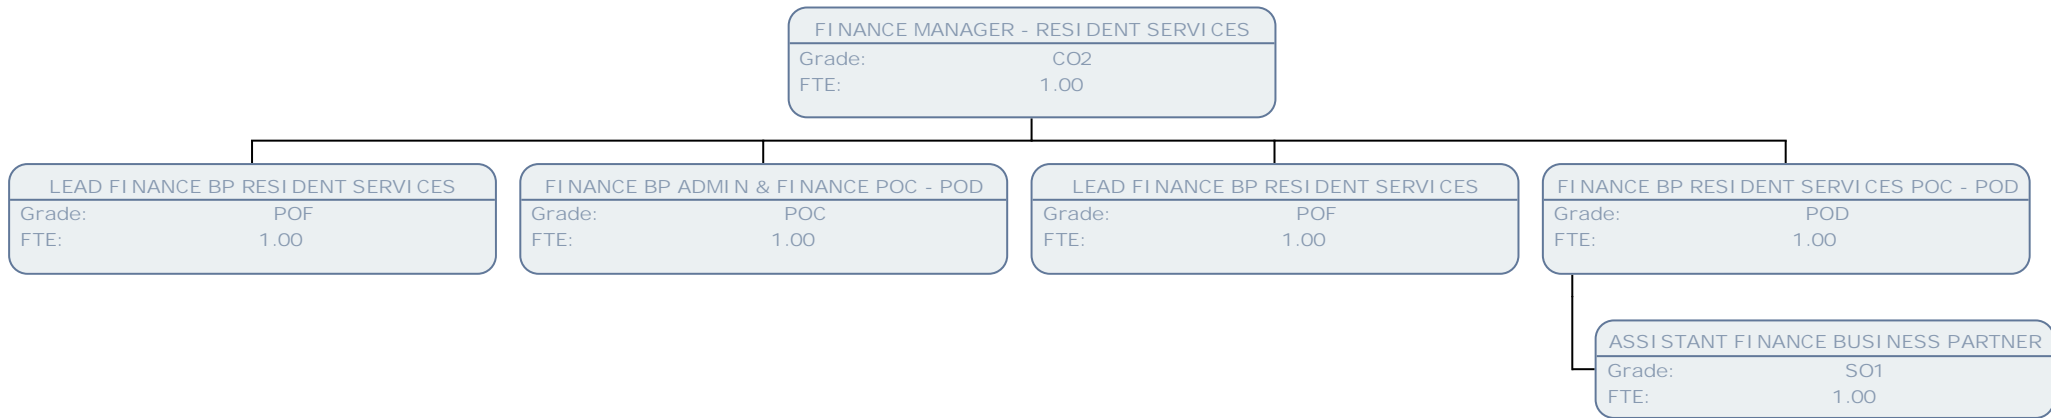 FINANCE MANAGER - RESIDENT SERVICES
Grade: CO2
FTE: 1.00
LEAD FINANCE BP RESIDENT SERVICES
Grade: POF
FTE: 1.00
FINANCE BP ADMIN & FINANCE POC - POD
Grade: POC
FTE: 1.00
LEAD FINANCE BP RESIDENT SERVICES
Grade: POF
FTE: 1.00
FINANCE BP RESIDENT SERVICES POC - POD
Grade: POD
FTE: 1.00
ASSISTANT FINANCE BUSINESS PARTNER
Grade: SO1
FTE: 1.00